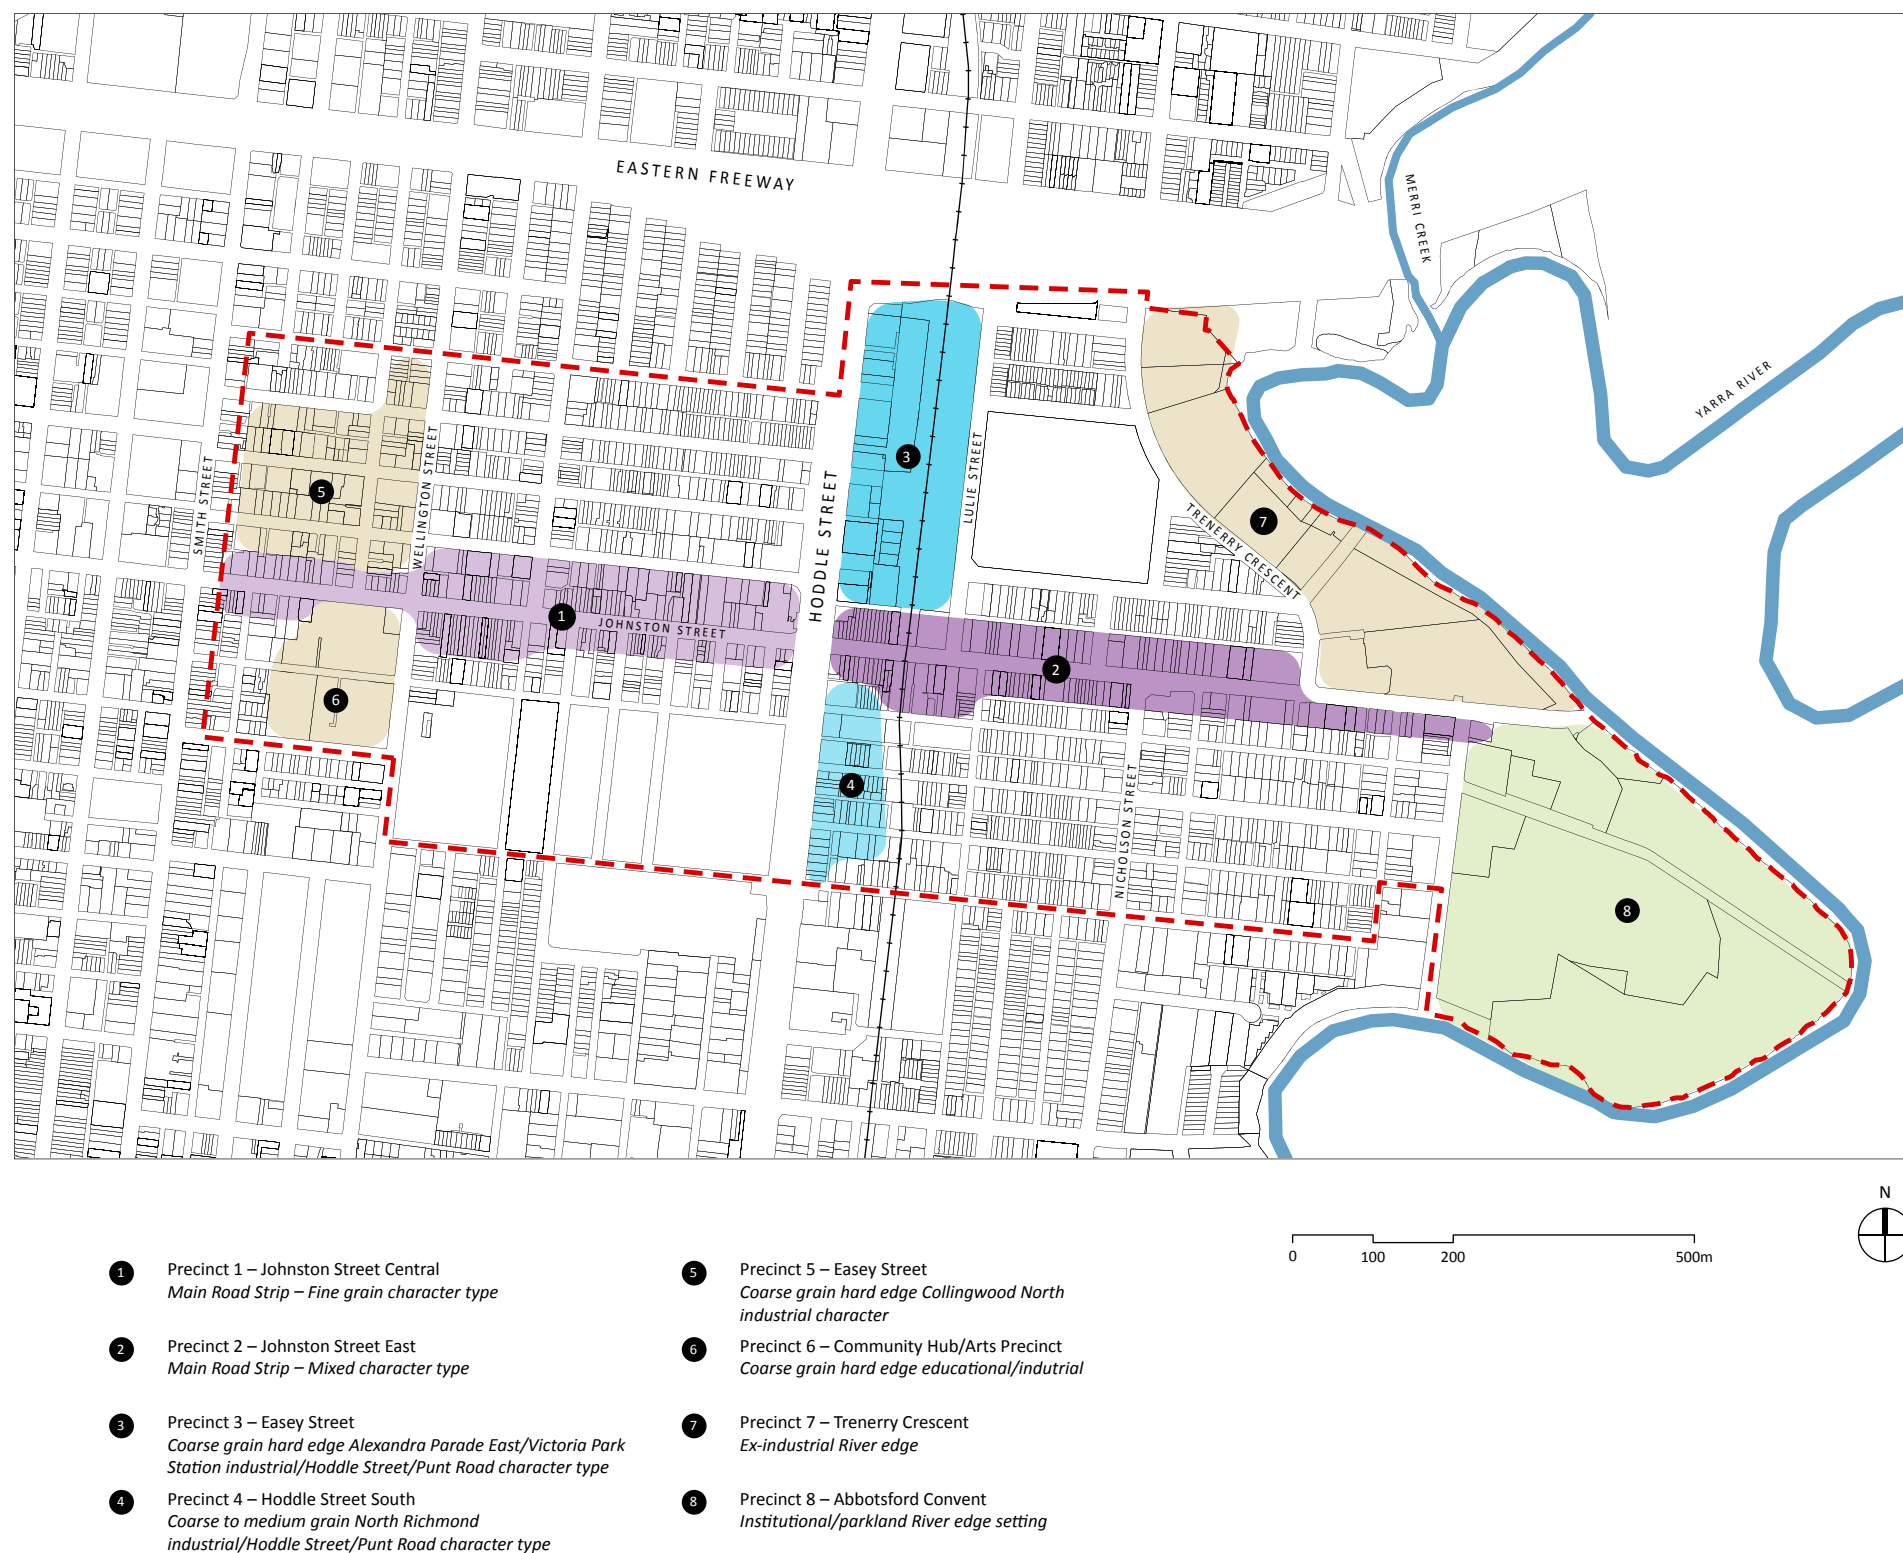 EASTERN FREEWAY
MERRI CREEK
YARRA RIVER
SMITH STREET
WELLINGTON STREET
HODDLE STREET
LULIE STREET
TRENERRY CRESCENT
JOHNSTON STREET
NICHOLSON STREET
3
5
7
1
2
6
4
8
N
0 100 200 500m
1 Precinct 1 – Johnston Street Central
Main Road Strip – Fine grain character type
2 Precinct 2 – Johnston Street East
Main Road Strip – Mixed character type
3 Precinct 3 – Easey Street
Coarse grain hard edge Alexandra Parade East/Victoria Park
Station industrial/Hoddle Street/Punt Road character type
4 Precinct 4 – Hoddle Street South
Coarse to medium grain North Richmond
industrial/Hoddle Street/Punt Road character type
5 Precinct 5 – Easey Street
Coarse grain hard edge Collingwood North
industrial character
6 Precinct 6 – Community Hub/Arts Precinct
Coarse grain hard edge educational/indutrial
7 Precinct 7 – Trenerry Crescent
Ex-industrial River edge
8 Precinct 8 – Abbotsford Convent
Institutional/parkland River edge setting